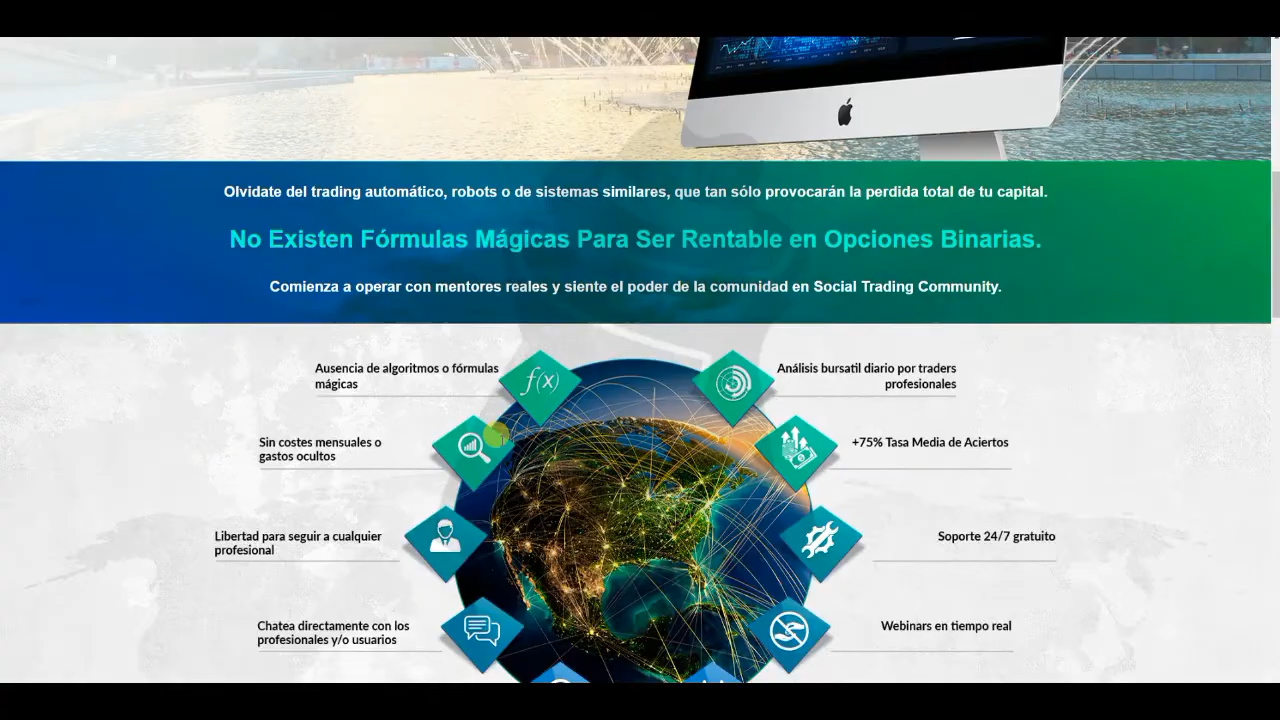 Olvidate del trading automático, robots o de sistemas similares, que tan sólo provocarán la perdida total de tu capital.
No Existen Fórmulas Mágicas Para Ser Rentable en Opciones Binarias.
Comienza a operar con mentores reales y siente el poder de la comunidad en Social Trading Community.
Ausencia de algoritmos o fórmulas
mágicas
f(x)
Análisis bursatil diario por traders
profesionales
Sin costes mensuales o
gastos ocultos
+75% Tasa Media de Aciertos
Libertad para seguir a cualquier
profesional
Soporte 24/7 gratuito
Chatea directamente con los
profesionales y/o usuarios
Webinars en tiempo real